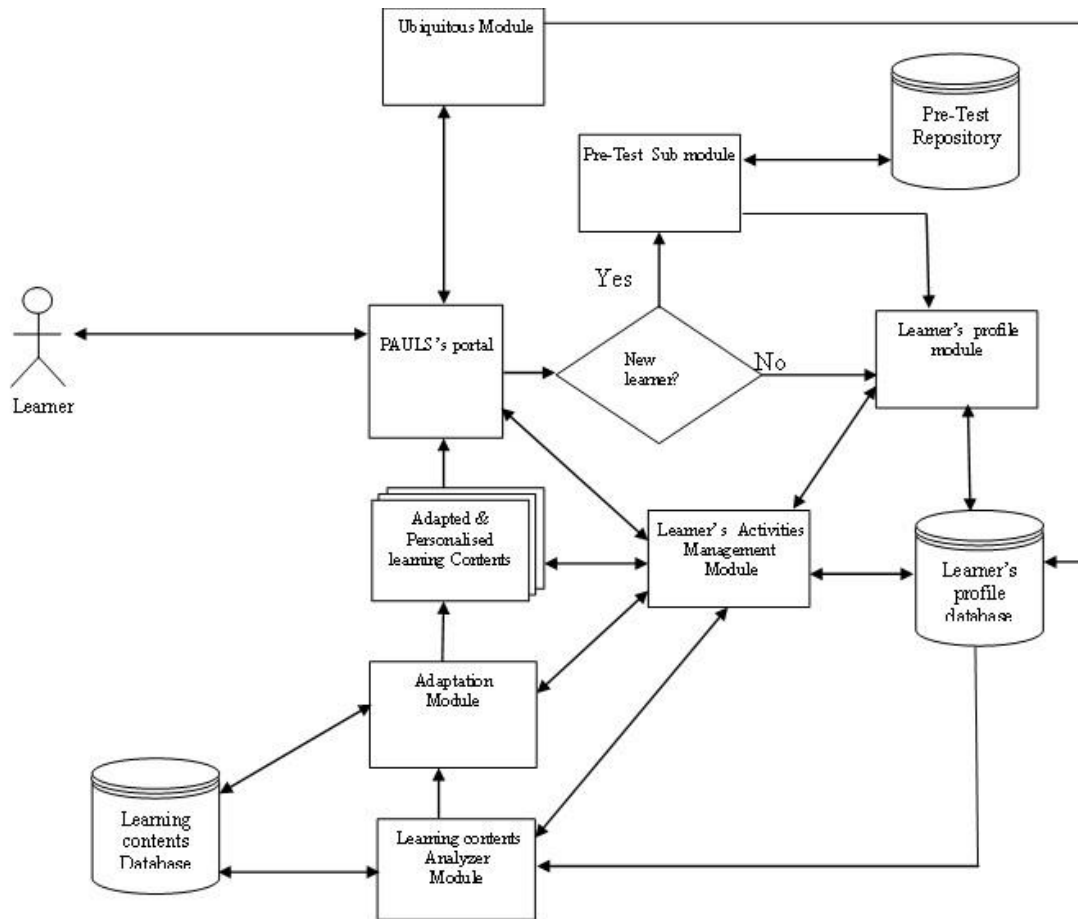 Ubiquitous Module
Pre-Test
Repository
Pre-Test Sub module
Yes
Learner's profile
module
PAULS's portal
New
learner?
No
Learner
Adapted &
Personalised
learning Contents
Learner's Activities
Management
Module
Learner's
profile
database
Adaptation
Module
Learning
contents
Database
Learning contents
Analyzer
Module